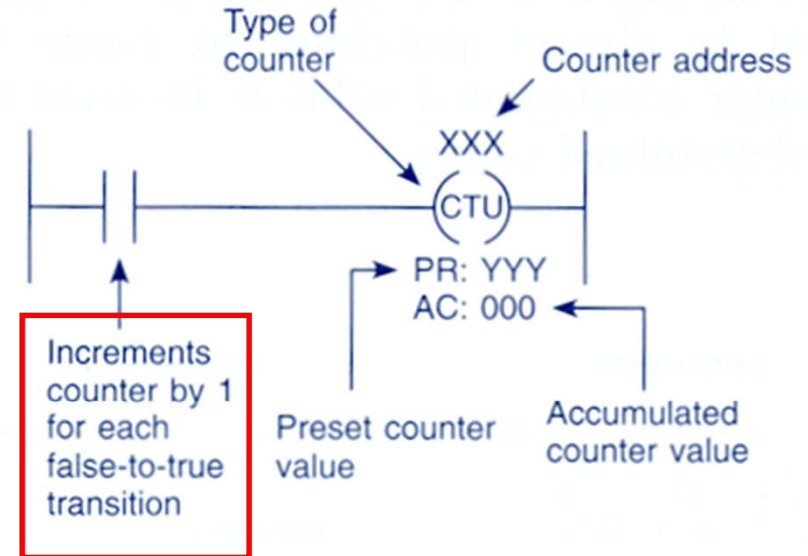 Type of
counter
Counter address
XXX
CTU
PR: YYY
AC: 000
Increments
counter by 1
for each
false-to-true
transition
Preset counter
value
Accumulated
counter value